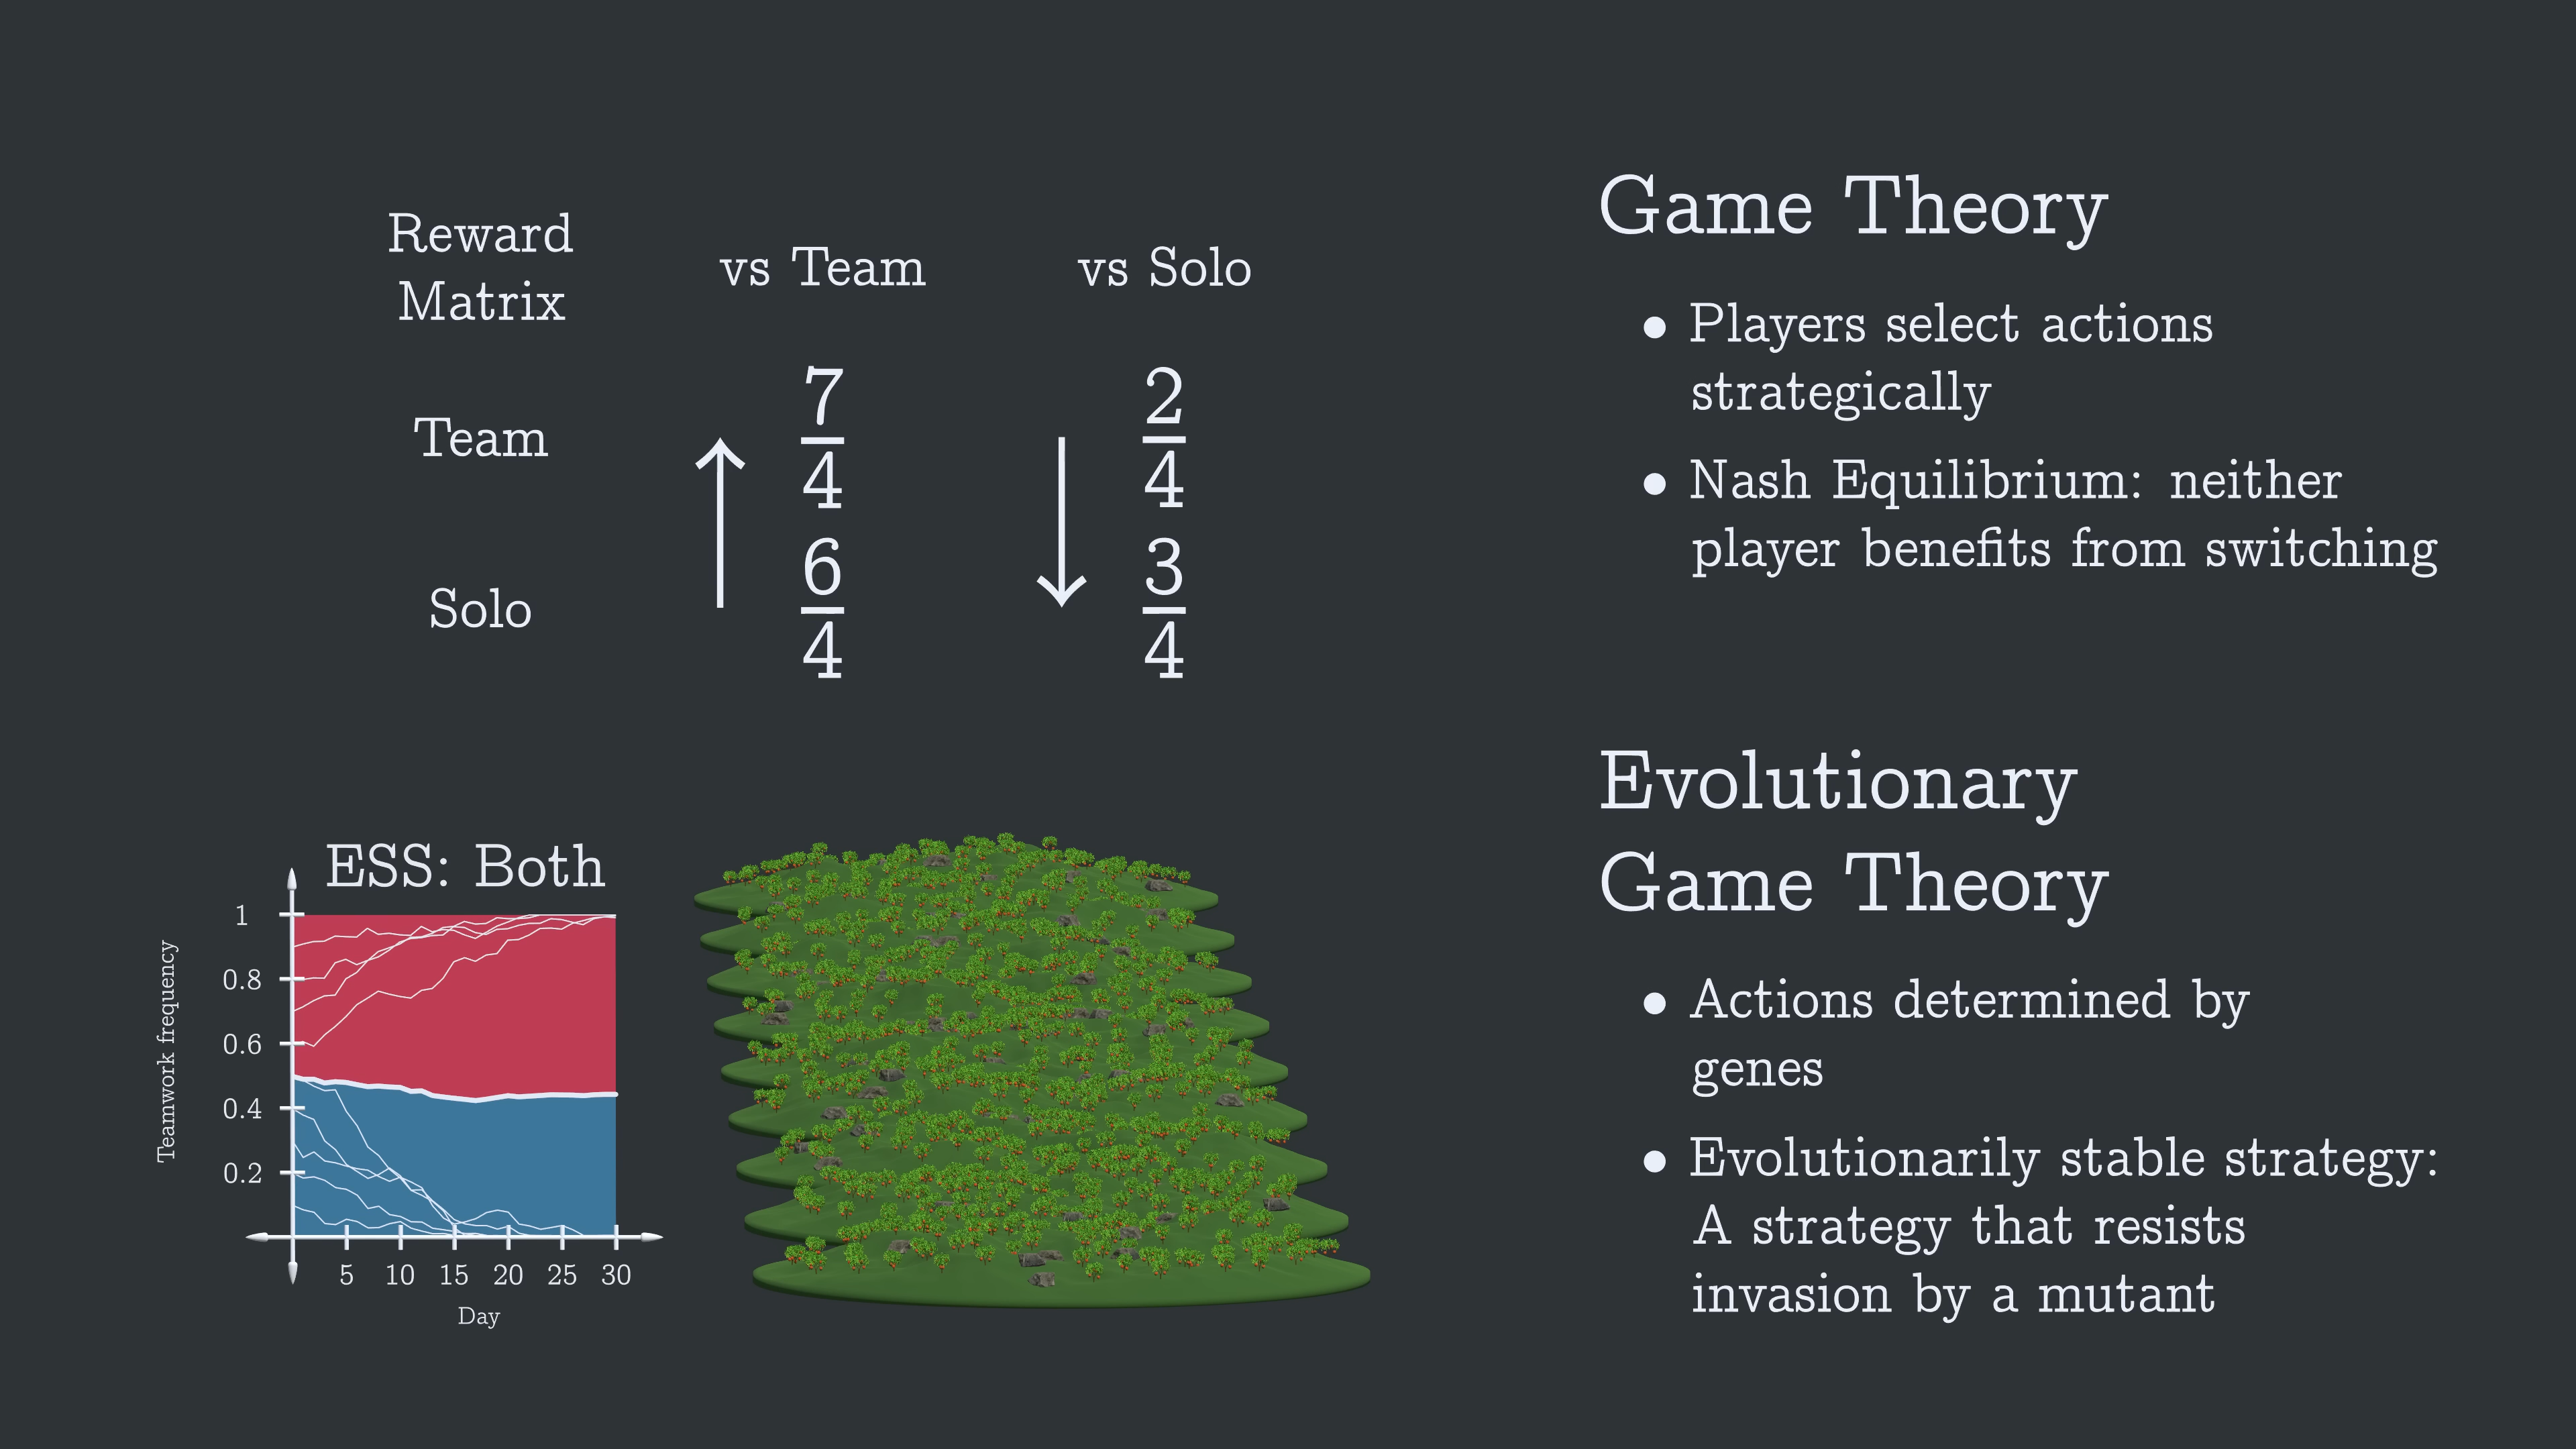 Reward
Matrix
vs Team
vs Solo
Team
7/4
2/4
Solo
6/4
3/4
Game Theory
• Players select actions
strategically
• Nash Equilibrium: neither
player benefits from switching
ESS: Both
Teamwork frequency
1
0.8
0.6
0.4
0.2
5 10 15 20 25 30
Day
Evolutionary
Game Theory
• Actions determined by
genes
• Evolutionarily stable strategy:
A strategy that resists
invasion by a mutant